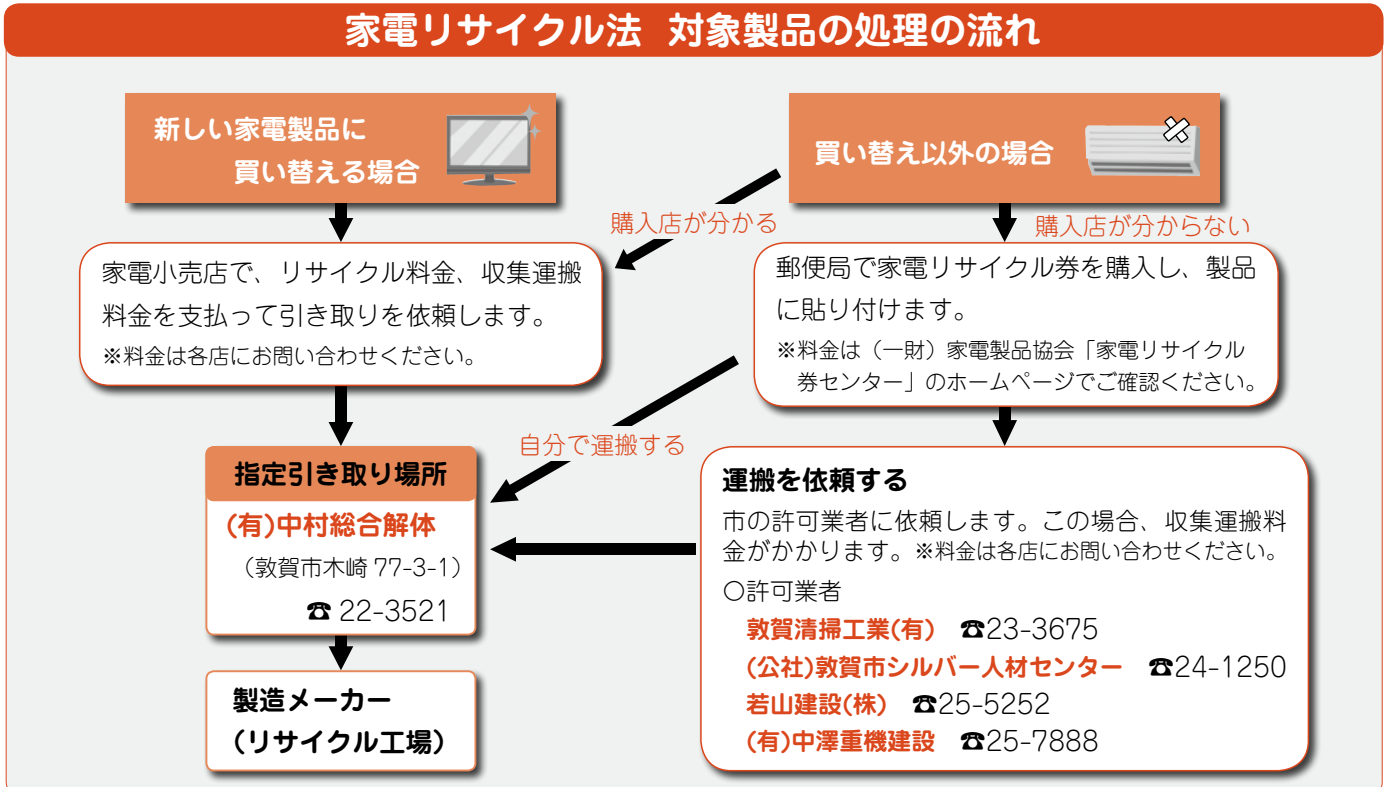 家電リサイクル法 対象製品の処理の流れ
新しい家電製品に
買い替える場合
買い替え以外の場合
購入店が分かる
購入店が分からない
家電小売店で、リサイクル料金、収集運搬
料金を支払って引き取りを依頼します。
※料金は各店にお問い合わせください。
郵便局で家電リサイクル券を購入し、製品
に貼り付けます。
※料金は(一財)家電製品協会「家電リサイクル
券センター」のホームページでご確認ください。
自分で運搬する
指定引き取り場所
(有)中村総合解体
(敦賀市木崎 77-3-1)
☎ 22-3521
製造メーカー
(リサイクル工場)
運搬を依頼する
市の許可業者に依頼します。この場合、収集運搬料
金がかかります。※料金は各店にお問い合わせください。
○許可業者
敦賀清掃工業(有) ☎23-3675
(公社)敦賀市シルバー人材センター ☎24-1250
若山建設(株) ☎25-5252
(有)中澤重機建設 ☎25-7888